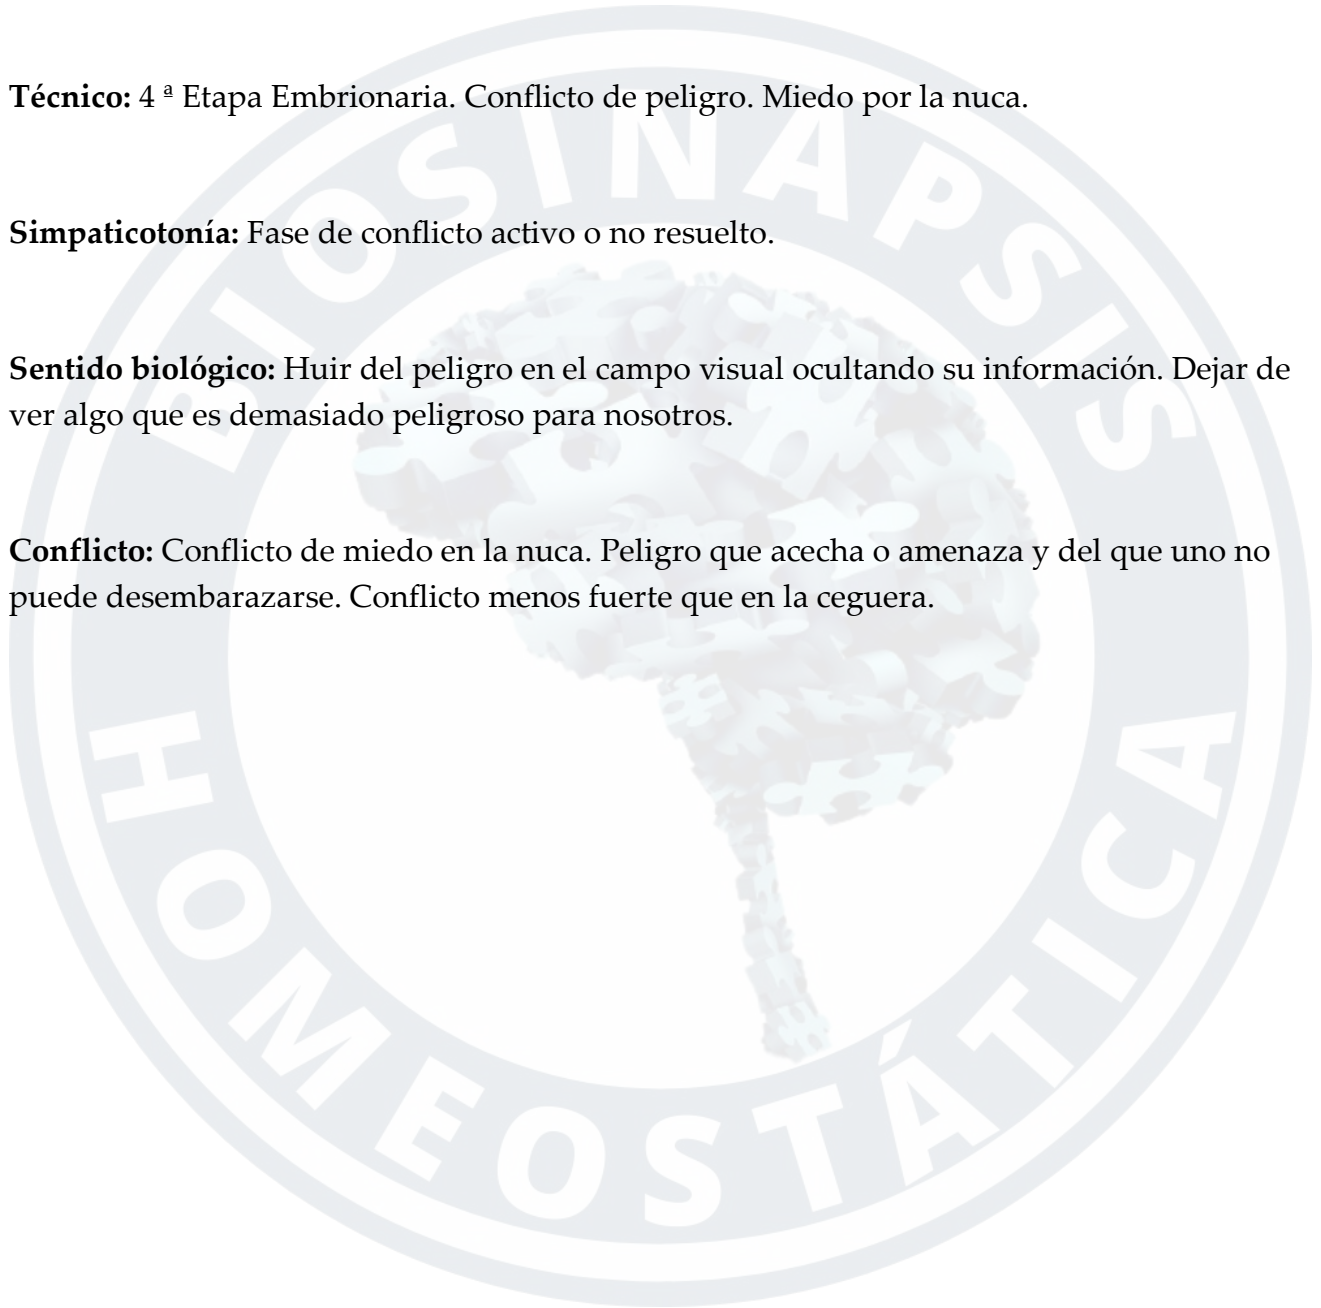 Técnico: 4 ª Etapa Embrionaria. Conflicto de peligro. Miedo por la nuca.
Simpaticotonía: Fase de conflicto activo o no resuelto.
Sentido biológico: Huir del peligro en el campo visual ocultando su información. Dejar de
ver algo que es demasiado peligroso para nosotros.
Conflicto: Conflicto de miedo en la nuca. Peligro que acecha o amenaza y del que uno no
puede desembarazarse. Conflicto menos fuerte que en la ceguera.
BIOSINAPSIS
HOMEOSTÁTICA